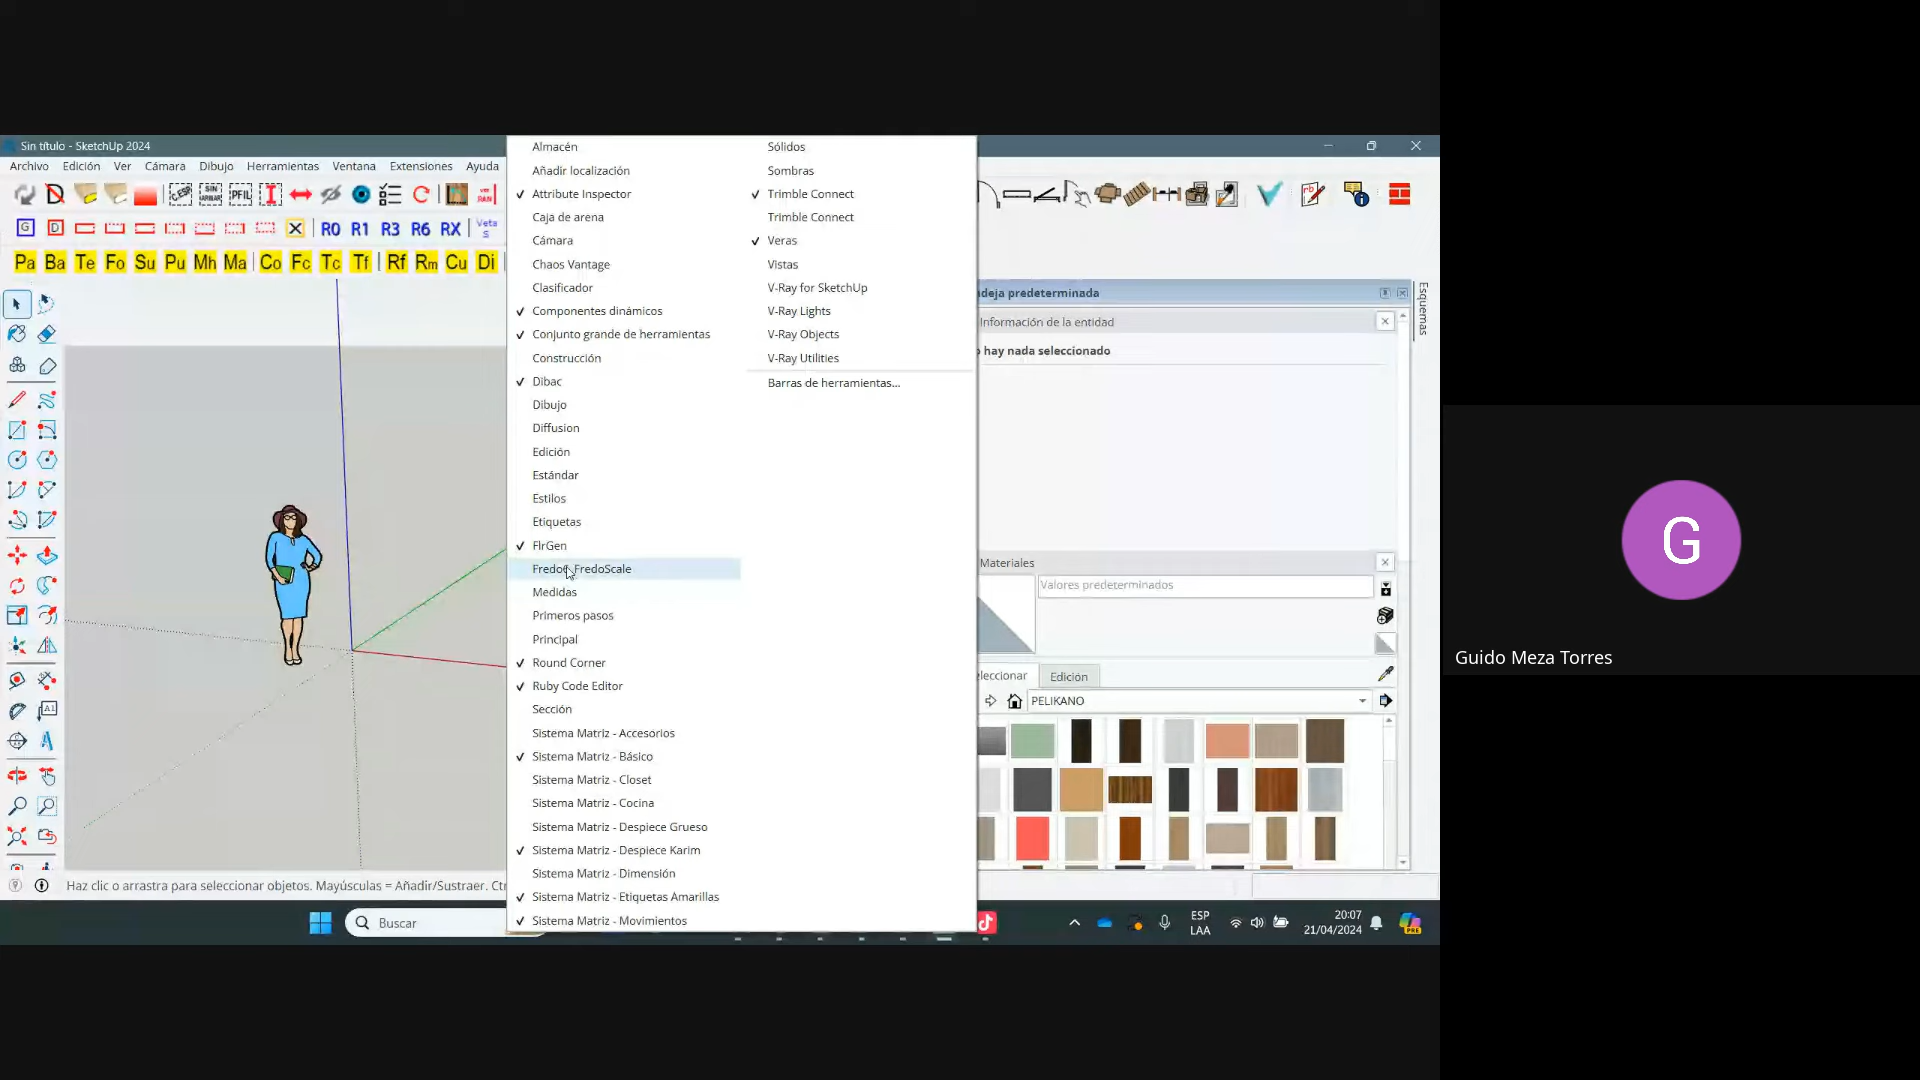 Sin título - SketchUp 2024
Archivo Edición Ver Cámara Dibujo Herramientas Ventana Extensiones Ayuda
G D R0 R1 R3 R6 RX Veta S
Pa Ba Te Fo Su Pu Mh Ma Co Fc Tc Tf Rf Rm Cu Di
Almacén
Añadir localización
✓ Attribute Inspector
Caja de arena
Cámara
Chaos Vantage
Clasificador
✓ Componentes dinámicos
✓ Conjunto grande de herramientas
Construcción
✓ Dibac
Dibujo
Diffusion
Edición
Estándar
Estilos
Etiquetas
✓ FlrGen
FredoScale
Medidas
Primeros pasos
Principal
✓ Round Corner
✓ Ruby Code Editor
Sección
Sistema Matriz - Accesorios
✓ Sistema Matriz - Básico
Sistema Matriz - Closet
Sistema Matriz - Cocina
Sistema Matriz - Despiece Grueso
✓ Sistema Matriz - Despiece Karim
Sistema Matriz - Dimensión
✓ Sistema Matriz - Etiquetas Amarillas
✓ Sistema Matriz - Movimientos
Sólidos
Sombras
✓ Trimble Connect
Trimble Connect
✓ Veras
Vistas
V-Ray for SketchUp
V-Ray Lights
V-Ray Objects
V-Ray Utilities
Barras de herramientas...
deja predeterminada
Esquemas
Información de la entidad
hay nada seleccionado
Materiales
Valores predeterminados
leccionar Edición
PELIKANO
Haz clic o arrastra para seleccionar objetos. Mayúsculas = Añadir/Sustraer. Ctr
Buscar
ESP
LAA
20:07
21/04/2024
PRE
G
Guido Meza Torres